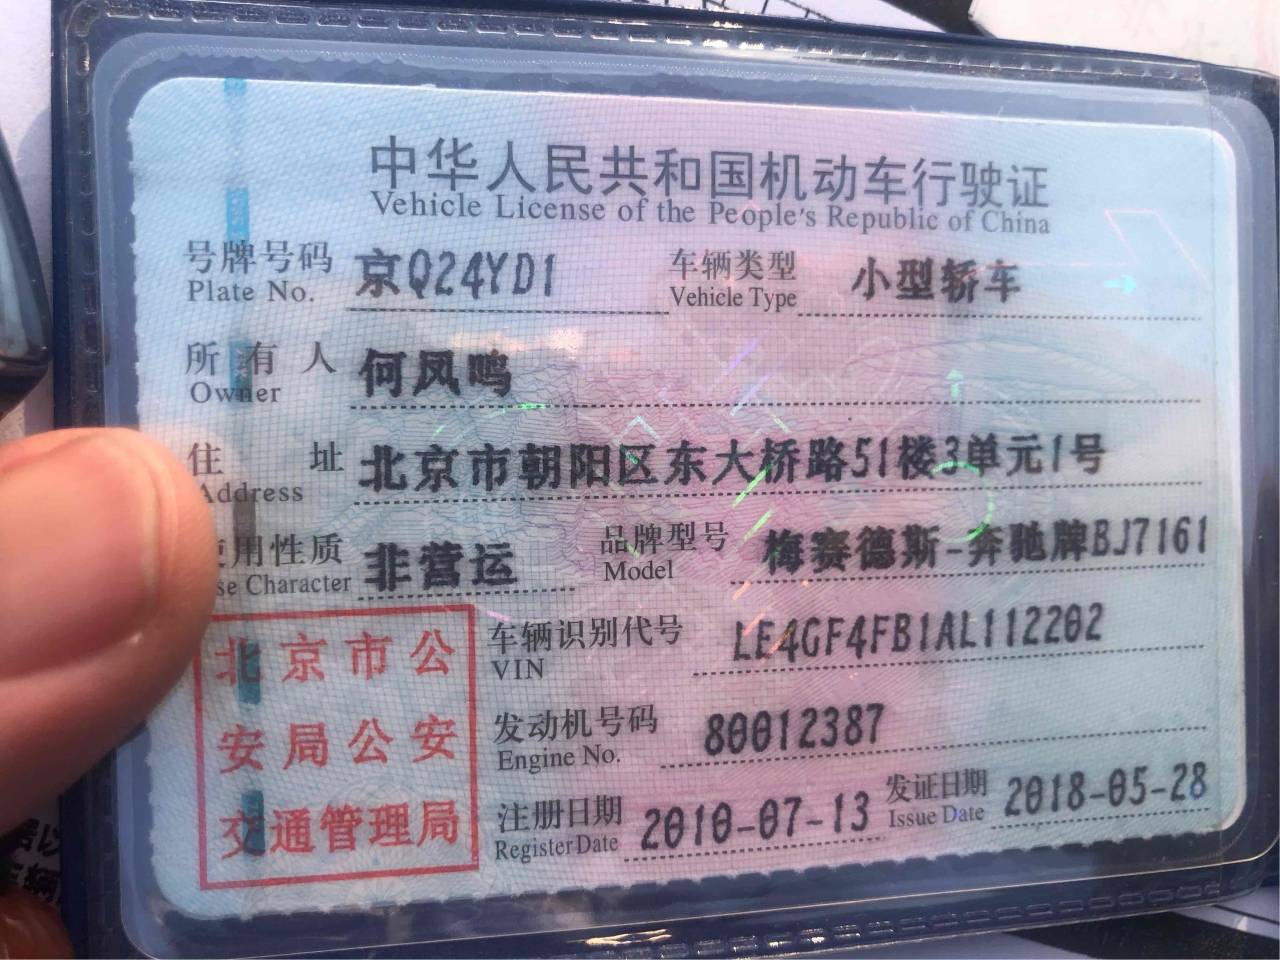 中华人民共和国机动车行驶证
Vehicle License of the People's Republic of China
号牌号码 京Q24YD1 车辆类型 小型轿车
Plate No. Vehicle Type
所有人 何凤鸣
Owner
住址 北京市朝阳区东大桥路51楼3单元1号
Address
用性质 非营运 品牌型号 梅赛德斯-奔驰牌BJ7161
se Character Model
北京市公
安局公安
交通管理局
车辆识别代号 LE4GF4FB1AL112202
VIN
发动机号码 80012387
Engine No.
注册日期 2010-07-13 发证日期 2018-05-28
Register Date Issue Date